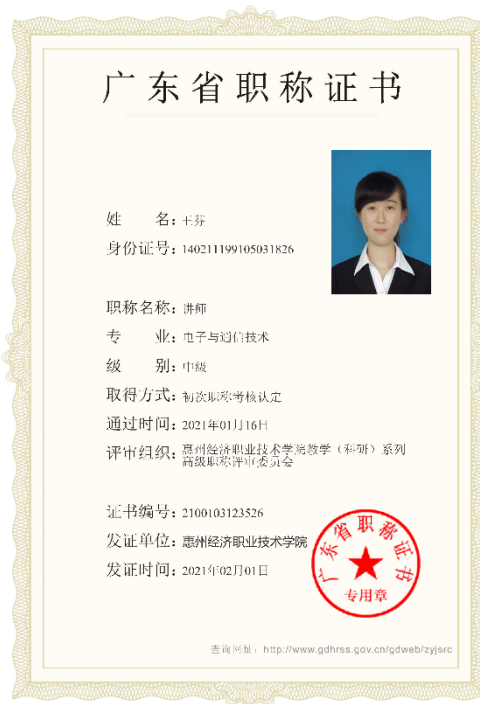 广东省职称证书
姓 名：王芬
身份证号：140211199105031826
职称名称：讲师
专 业：电子与通信技术
级 别：中级
取得方式：初次职称考核认定
通过时间：2021年01月16日
评审组织：惠州经济职业技术学院教学（科研）系列
高级职称评审委员会
证书编号：2100103123526
发证单位：惠州经济职业技术学院
发证时间：2021年02月01日
广东省职称证书
专用章
查询网址：http://www.gdhrss.gov.cn/gdweb/zyjsrc